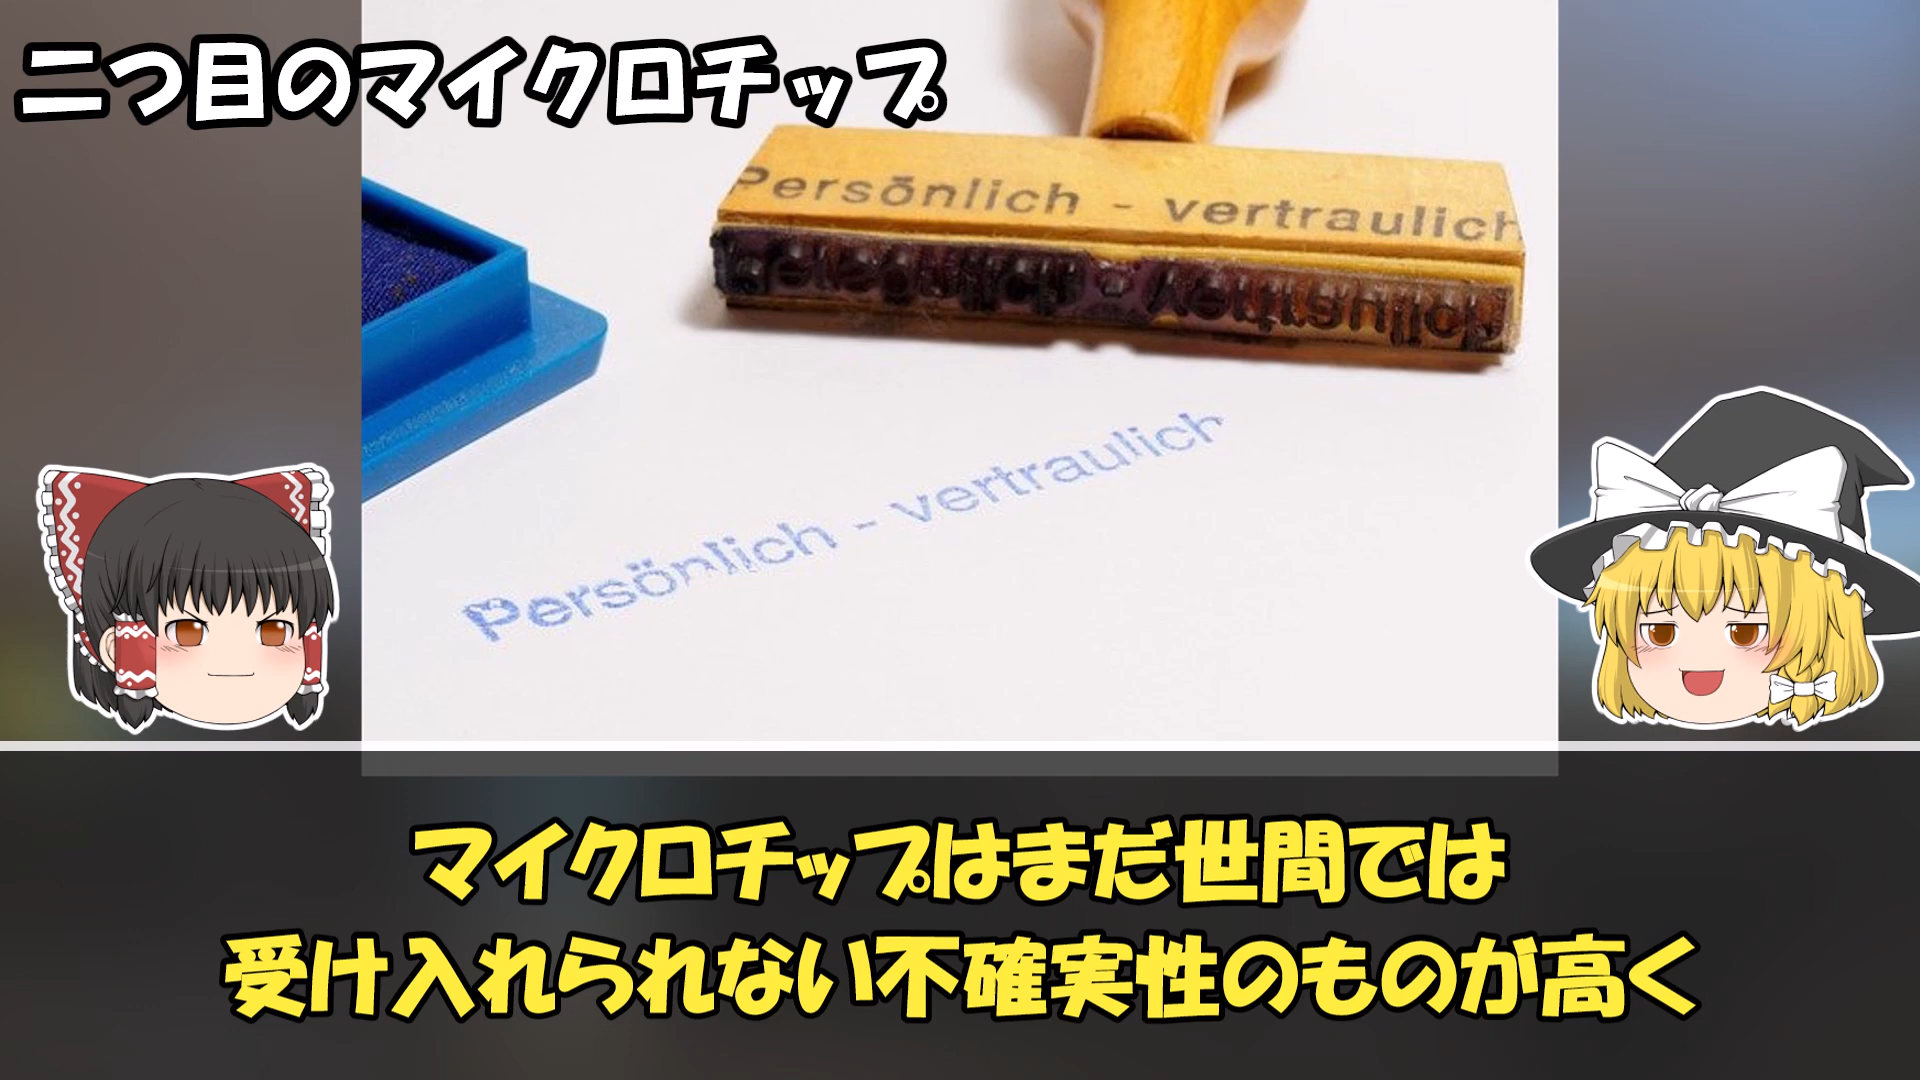 二つ目のマイクロチップ
Persönlich - vertraulich
Persönlich - vertraulich
マイクロチップはまだ世間では
受け入れられない不確実性のものが高く